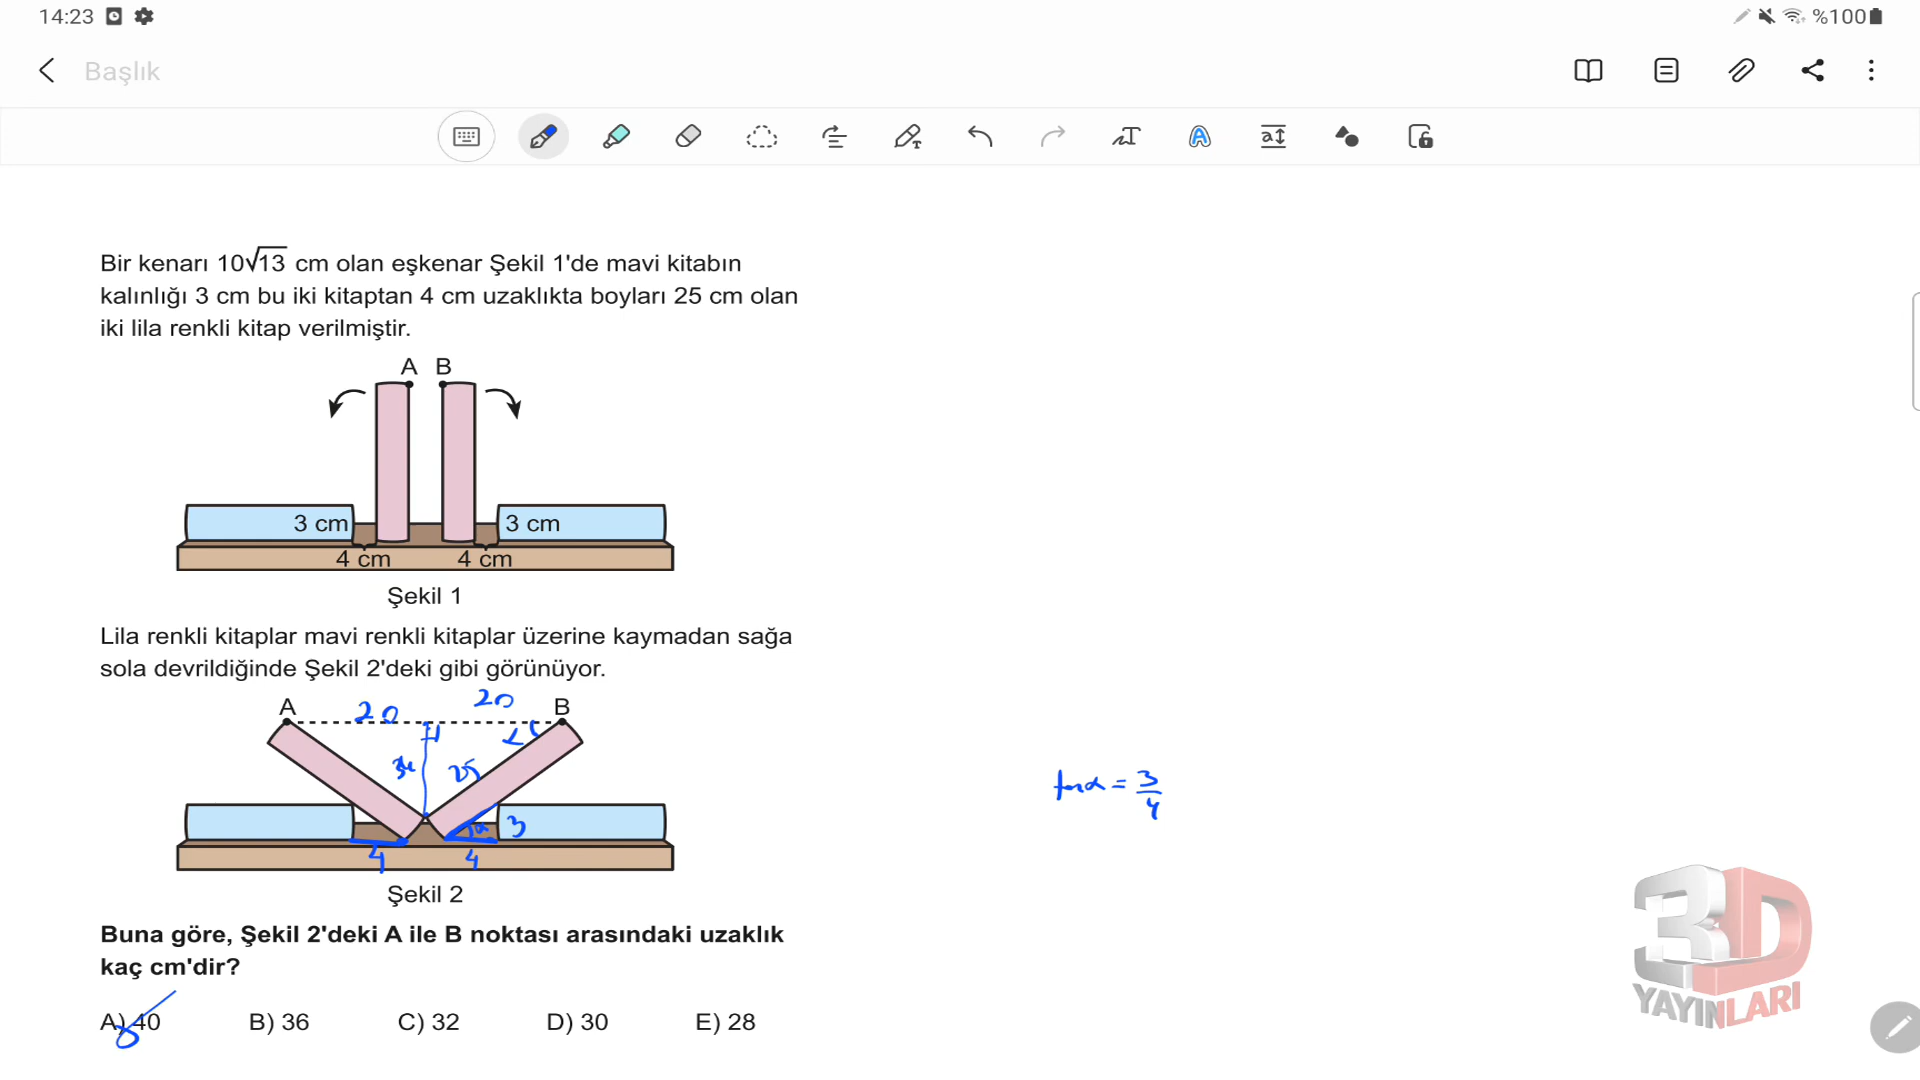 14:23
%100
Başlık
Bir kenarı 10√13 cm olan eşkenar Şekil 1'de mavi kitabın
kalınlığı 3 cm bu iki kitaptan 4 cm uzaklıkta boyları 25 cm olan
iki lila renkli kitap verilmiştir.
A B
3 cm 3 cm
4 cm 4 cm
Şekil 1
Lila renkli kitaplar mavi renkli kitaplar üzerine kaymadan sağa
sola devrildiğinde Şekil 2'deki gibi görünüyor.
A 20 20 B
25
α 3
4 4
tanα = 3/4
Şekil 2
Buna göre, Şekil 2'deki A ile B noktası arasındaki uzaklık
kaç cm'dir?
A) 40 B) 36 C) 32 D) 30 E) 28
3D
YAYINLARI